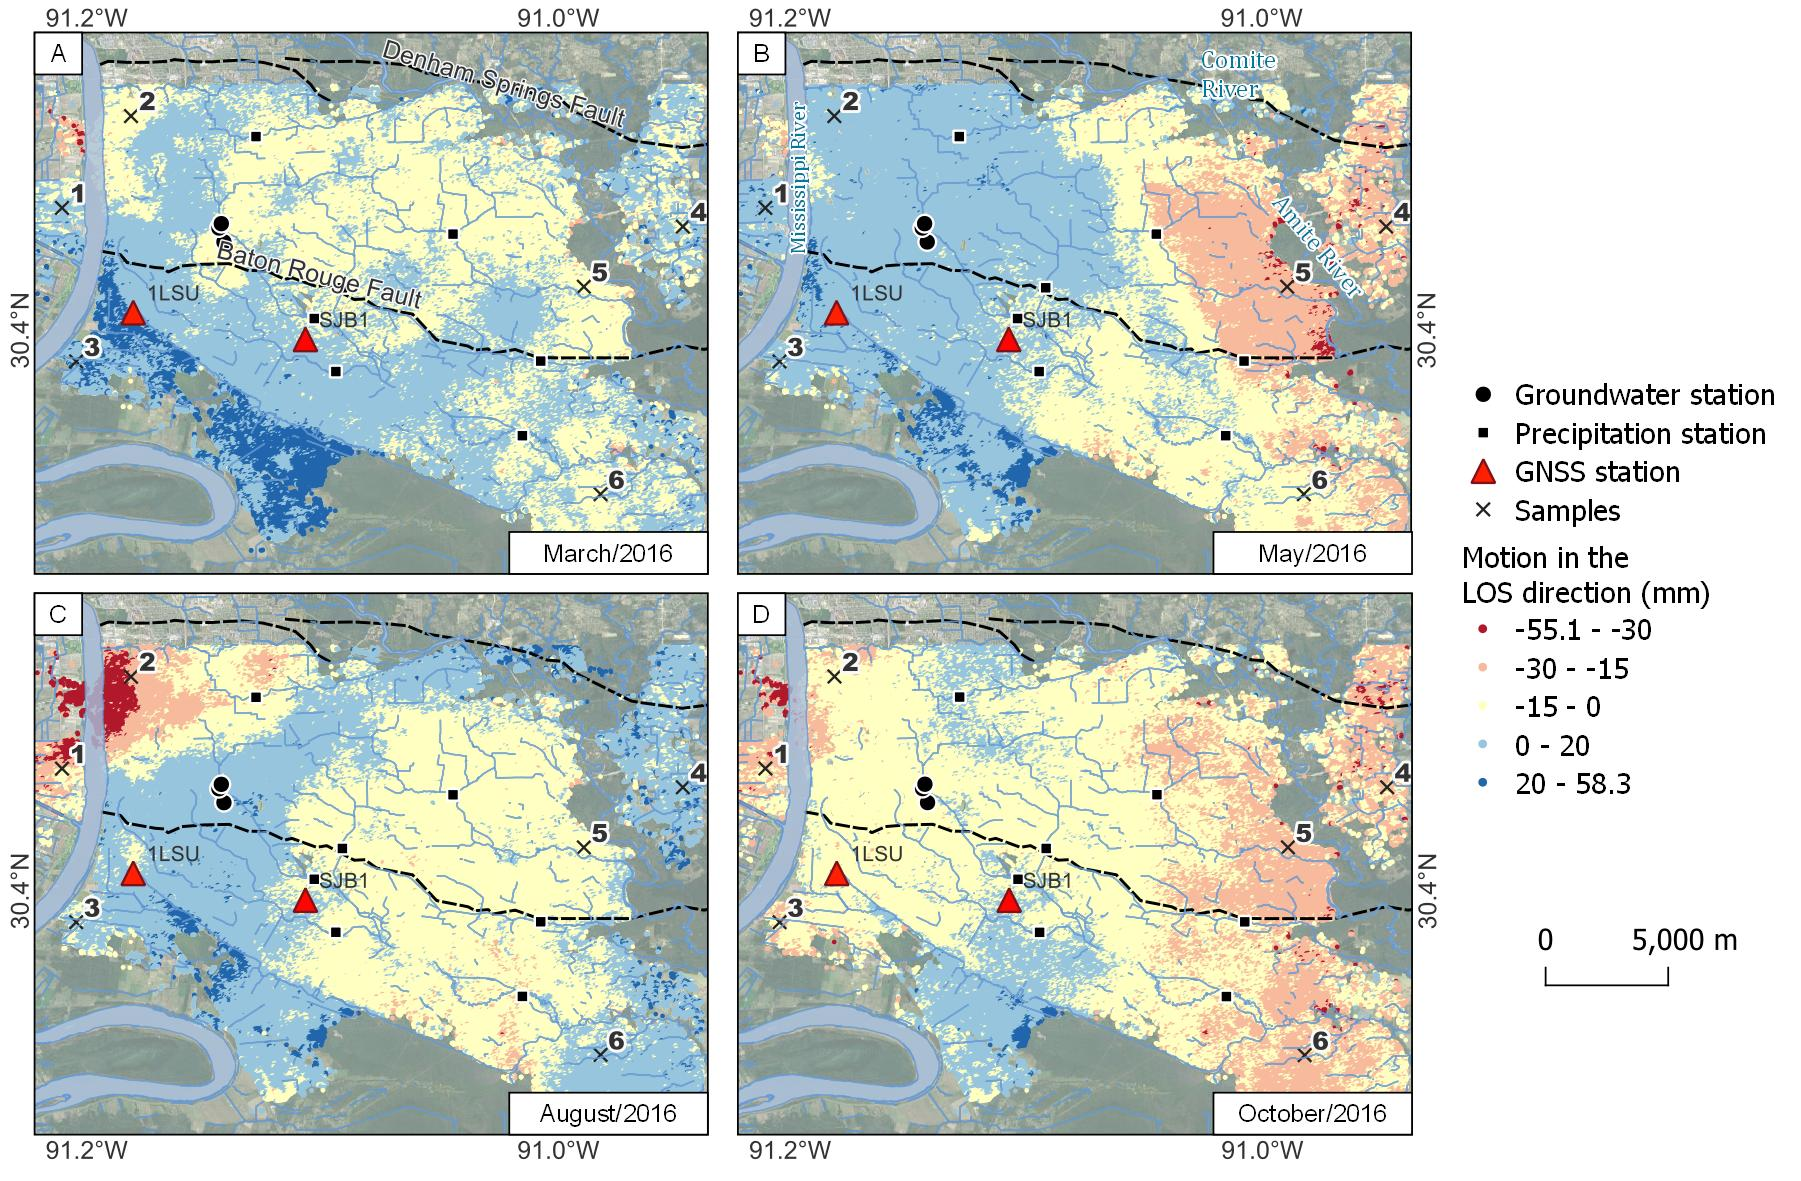 91.2°W
91.0°W
91.2°W
91.0°W
A
Denham Springs Fault
2
1
4
Baton Rouge Fault
5
1LSU
SJB1
3
6
March/2016
30.4°N
B
Comite
River
Mississippi River
2
1
Amite River
4
5
1LSU
SJB1
3
6
May/2016
30.4°N
C
2
1
4
5
1LSU
SJB1
3
6
August/2016
30.4°N
D
2
1
4
5
1LSU
SJB1
3
6
October/2016
30.4°N
91.2°W
91.0°W
91.2°W
91.0°W
Groundwater station
Precipitation station
GNSS station
Samples
Motion in the
LOS direction (mm)
-55.1 - -30
-30 - -15
-15 - 0
0 - 20
20 - 58.3
0 5,000 m